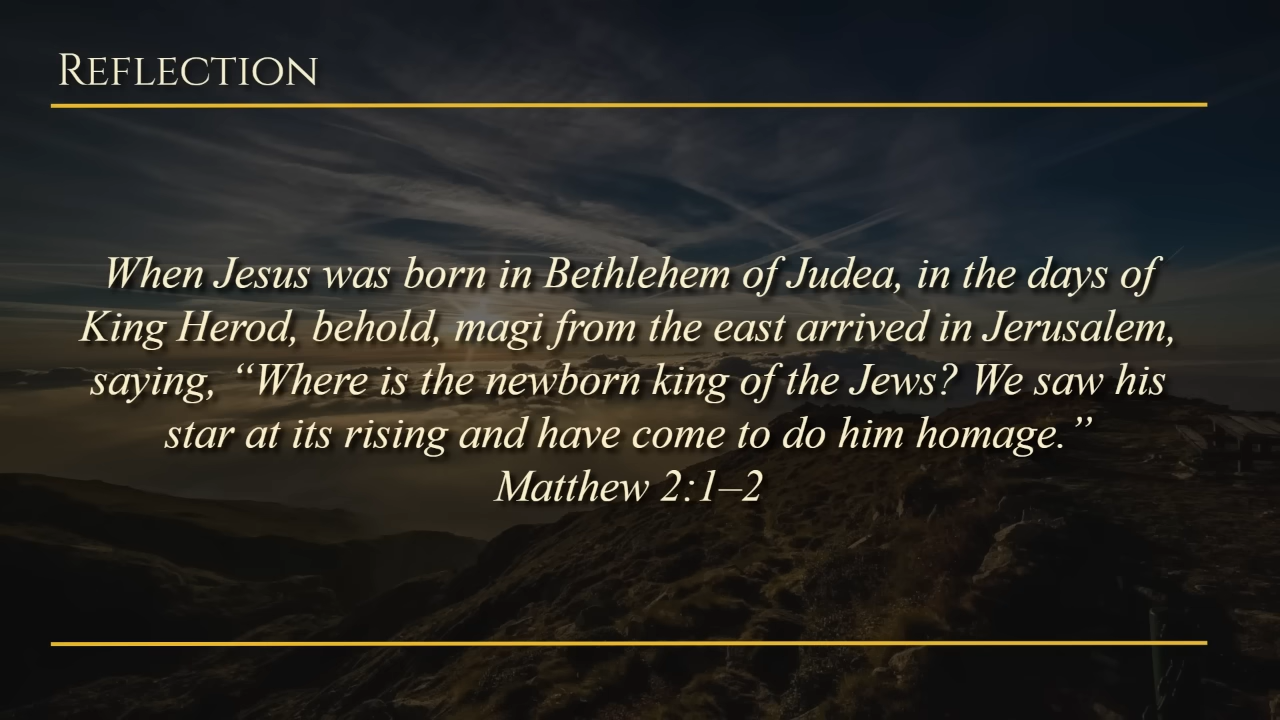 Reflection
When Jesus was born in Bethlehem of Judea, in the days of
King Herod, behold, magi from the east arrived in Jerusalem,
saying, “Where is the newborn king of the Jews? We saw his
star at its rising and have come to do him homage.”
Matthew 2:1–2